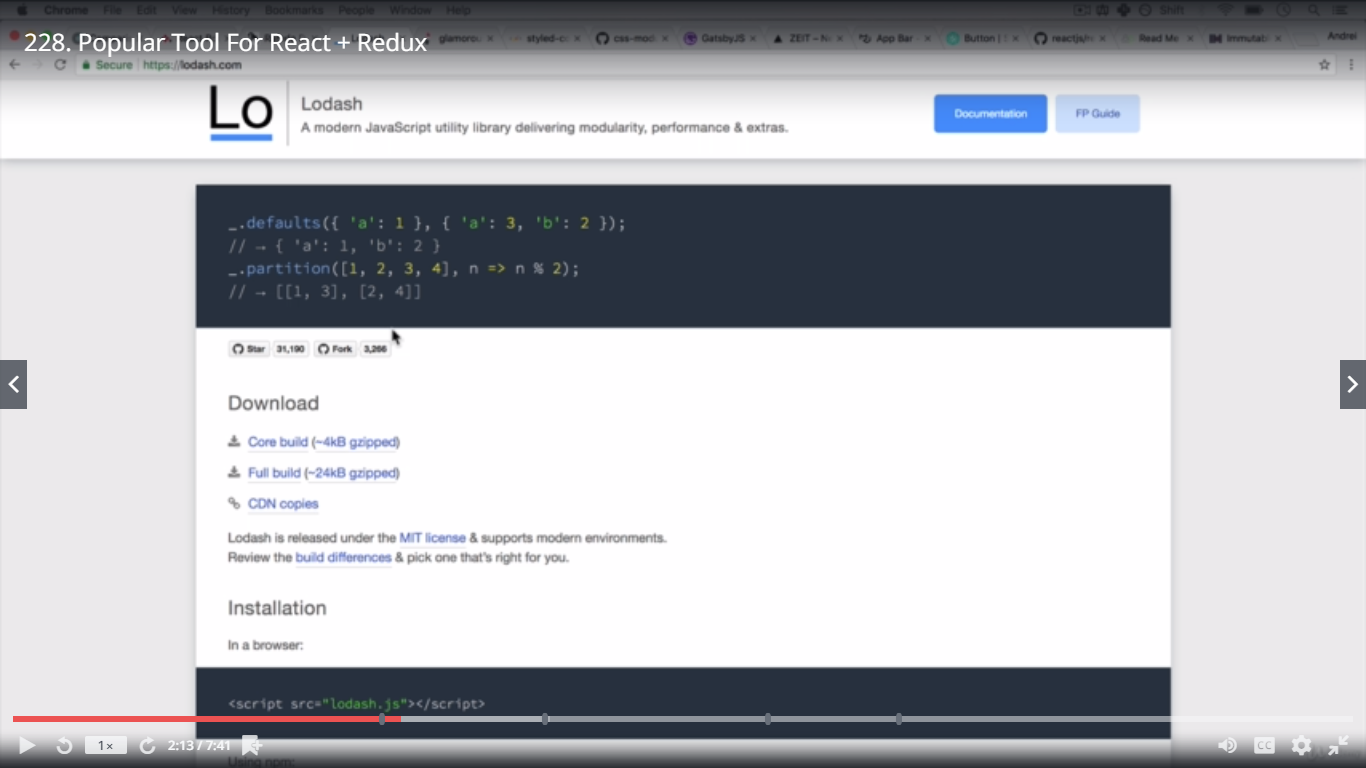 Chrome File Edit View History Bookmarks People Window Help Shift
228. Popular Tool For React + Redux
glamoro styled-c css-mod GatsbyJS ZEIT – N App Bar - Button | reactjs/r Read Me Immutabl Andrei
Secure https://lodash.com
Lo
Lodash
A modern JavaScript utility library delivering modularity, performance & extras.
Documentation FP Guide
_.defaults({ 'a': 1 }, { 'a': 3, 'b': 2 });
// → { 'a': 1, 'b': 2 }
_.partition([1, 2, 3, 4], n => n % 2);
// → [[1, 3], [2, 4]]
Star 31,190 Fork 3,266
Download
Core build (~4kB gzipped)
Full build (~24kB gzipped)
CDN copies
Lodash is released under the MIT license & supports modern environments.
Review the build differences & pick one that's right for you.
Installation
In a browser:
<script src="lodash.js"></script>
1× 2:13 / 7:41 CC
Using npm: